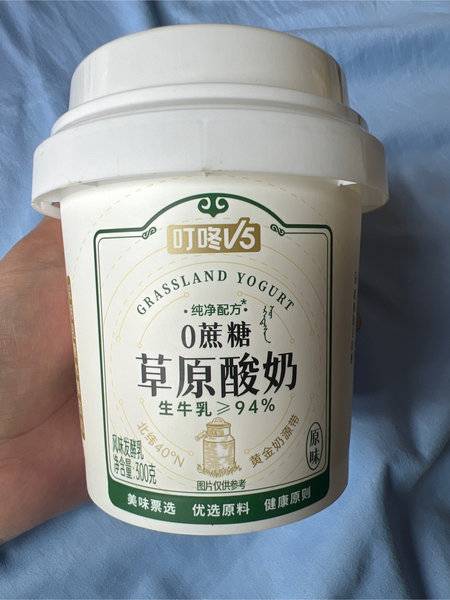 叮咚V5
GRASSLAND YOGURT
·纯净配方*·
0蔗糖
草原酸奶
生牛乳≥94%
北纬40°N
黄金奶源带
原味
风味发酵乳
净含量:300克
图片仅供参考
美味票选 优选原料 健康原则